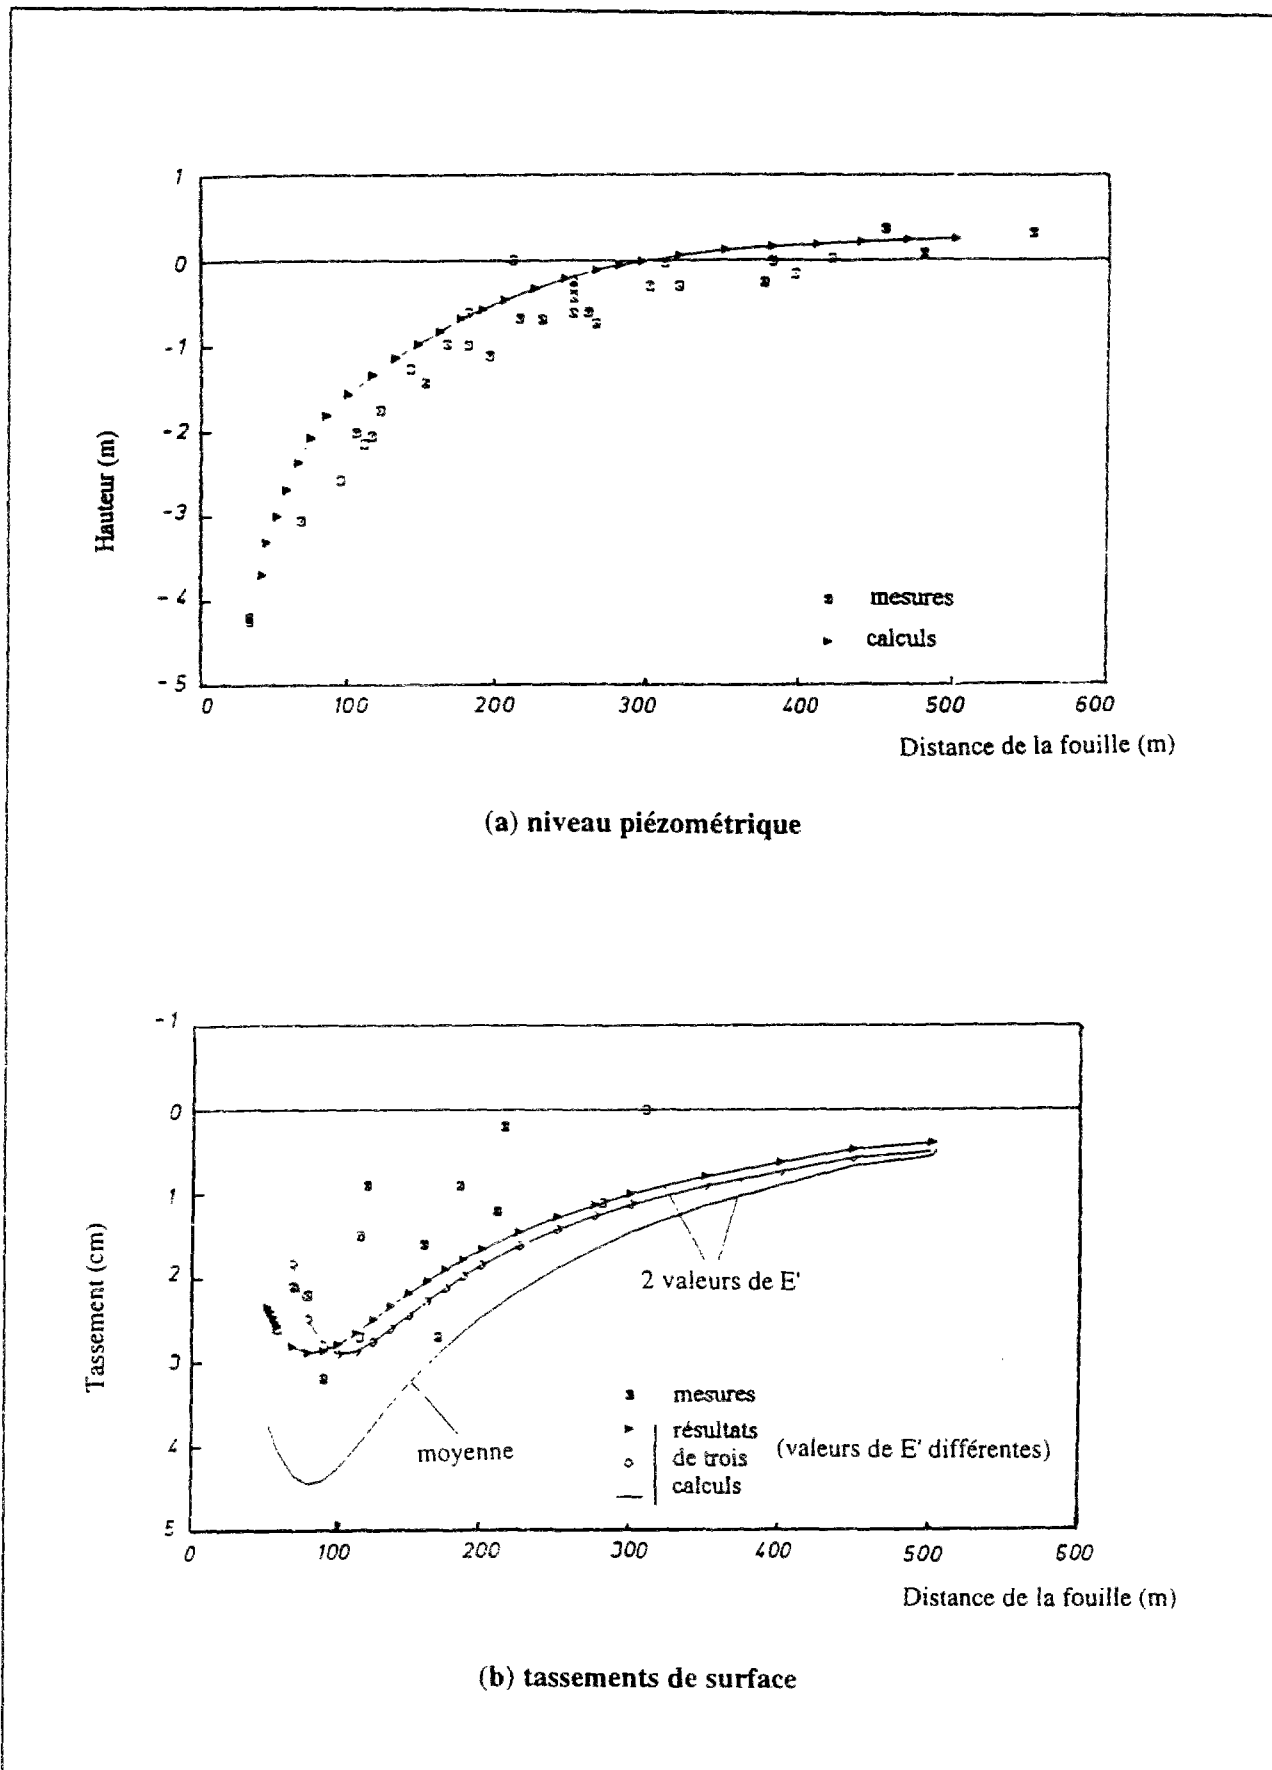 1
0
-1
-2
-3
-4
-5
Hauteur (m)
mesures
calculs
0 100 200 300 400 500 600
Distance de la fouille (m)
(a) niveau piézométrique
-1
0
1
2
3
4
5
Tassement (cm)
2 valeurs de E'
moyenne
mesures
résultats
de trois (valeurs de E' différentes)
calculs
0 100 200 300 400 500 600
Distance de la fouille (m)
(b) tassements de surface